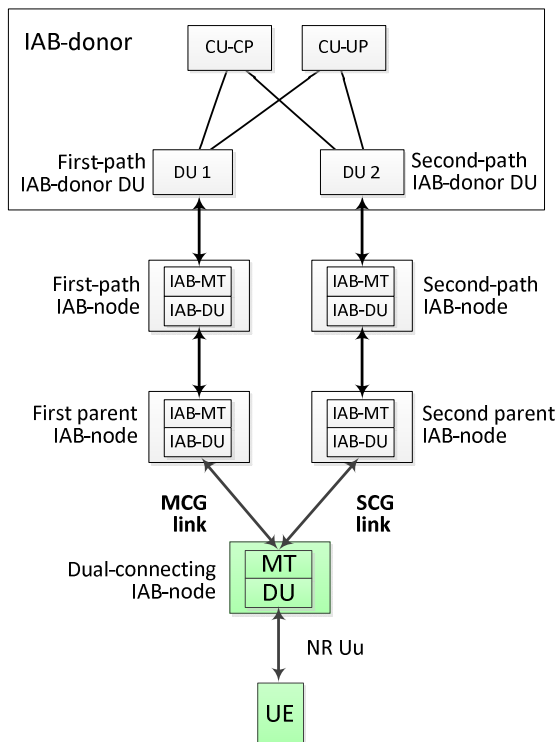 IAB-donor
CU-CP
CU-UP
First-path
IAB-donor DU
DU 1
DU 2
Second-path
IAB-donor DU
First-path
IAB-node
IAB-MT
IAB-DU
IAB-MT
IAB-DU
Second-path
IAB-node
First parent
IAB-node
IAB-MT
IAB-DU
IAB-MT
IAB-DU
Second parent
IAB-node
MCG
link
SCG
link
Dual-connecting
IAB-node
MT
DU
NR Uu
UE